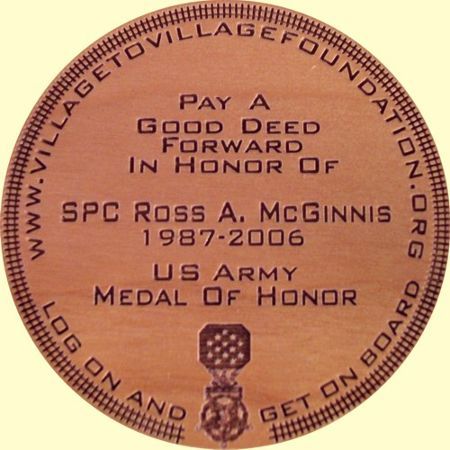 WWW.VILLAGETOVILLAGEFOUNDATION.ORG
PAY A
GOOD DEED
FORWARD
IN HONOR OF
SPC ROSS A. MCGINNIS
1987-2006
US ARMY
MEDAL OF HONOR
LOG ON AND GET ON BOARD